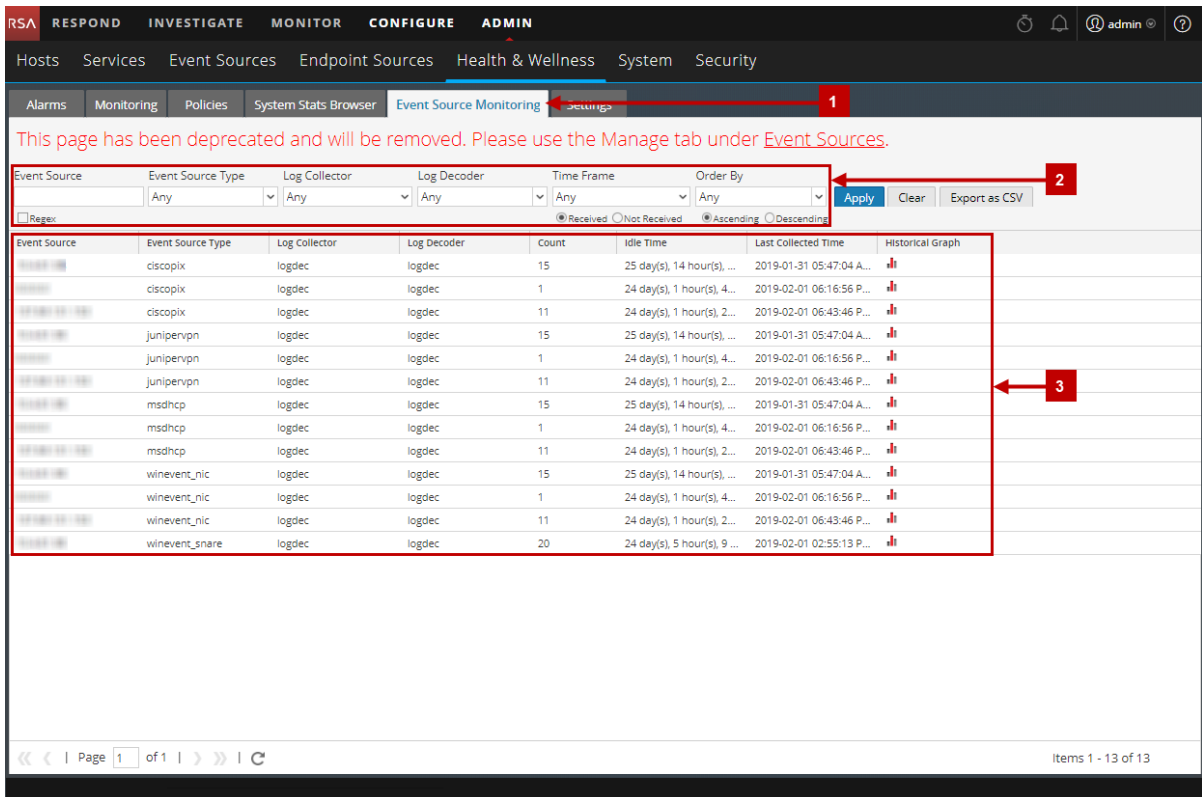 RSA RESPOND INVESTIGATE MONITOR CONFIGURE ADMIN admin ?
Hosts Services Event Sources Endpoint Sources Health & Wellness System Security
Alarms Monitoring Policies System Stats Browser Event Source Monitoring Settings 1
This page has been deprecated and will be removed. Please use the Manage tab under Event Sources.
Event Source Event Source Type Log Collector Log Decoder Time Frame Order By 2
Any Any Any Any Any Apply Clear Export as CSV
Regex Received Not Received Ascending Descending
Event Source Event Source Type Log Collector Log Decoder Count Idle Time Last Collected Time Historical Graph
ciscopix logdec logdec 15 25 day(s), 14 hour(s), ... 2019-01-31 05:47:04 A...
ciscopix logdec logdec 1 24 day(s), 1 hour(s), 4... 2019-02-01 06:16:56 P...
ciscopix logdec logdec 11 24 day(s), 1 hour(s), 2... 2019-02-01 06:43:46 P...
junipervpn logdec logdec 15 25 day(s), 14 hour(s), ... 2019-01-31 05:47:04 A...
junipervpn logdec logdec 1 24 day(s), 1 hour(s), 4... 2019-02-01 06:16:56 P...
junipervpn logdec logdec 11 24 day(s), 1 hour(s), 2... 2019-02-01 06:43:46 P...
3
msdhcp logdec logdec 15 25 day(s), 14 hour(s), ... 2019-01-31 05:47:04 A...
msdhcp logdec logdec 1 24 day(s), 1 hour(s), 4... 2019-02-01 06:16:56 P...
msdhcp logdec logdec 11 24 day(s), 1 hour(s), 2... 2019-02-01 06:43:46 P...
winevent_nic logdec logdec 15 25 day(s), 14 hour(s), ... 2019-01-31 05:47:04 A...
winevent_nic logdec logdec 1 24 day(s), 1 hour(s), 4... 2019-02-01 06:16:56 P...
winevent_nic logdec logdec 11 24 day(s), 1 hour(s), 2... 2019-02-01 06:43:46 P...
winevent_snare logdec logdec 20 24 day(s), 5 hour(s), 9 ... 2019-02-01 02:55:13 P...
Page 1 of 1 Items 1 - 13 of 13